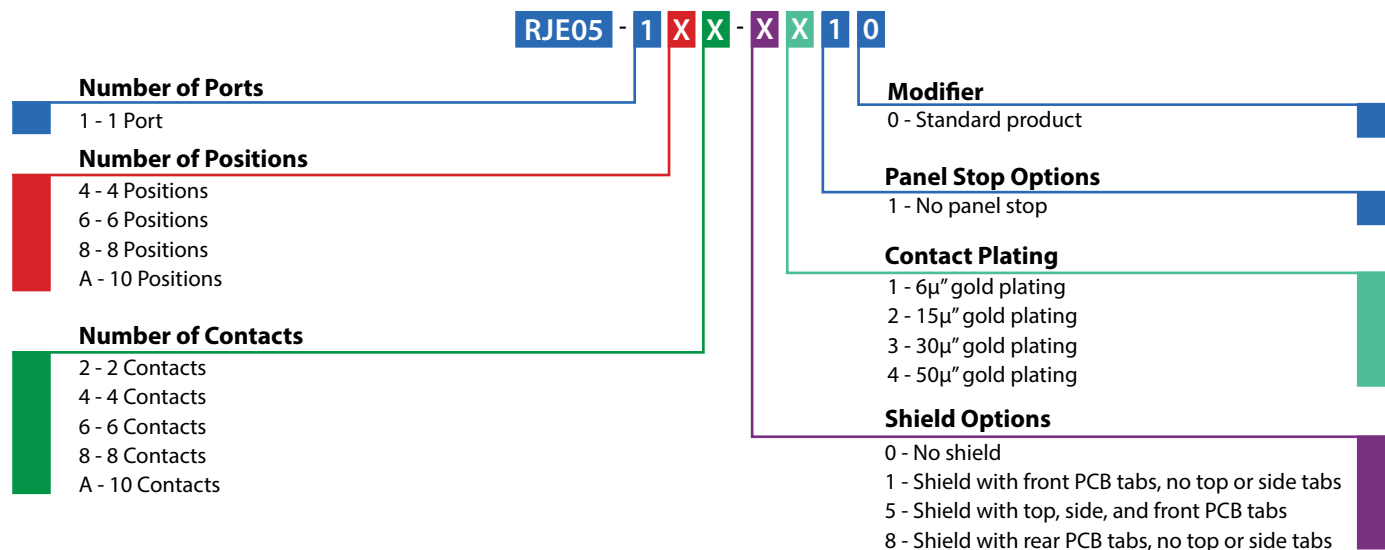 RJE05 - 1 X X - X X 1 0
Number of Ports
1 - 1 Port
Number of Positions
4 - 4 Positions
6 - 6 Positions
8 - 8 Positions
A - 10 Positions
Number of Contacts
2 - 2 Contacts
4 - 4 Contacts
6 - 6 Contacts
8 - 8 Contacts
A - 10 Contacts
Modifier
0 - Standard product
Panel Stop Options
1 - No panel stop
Contact Plating
1 - 6µ” gold plating
2 - 15µ” gold plating
3 - 30µ” gold plating
4 - 50µ” gold plating
Shield Options
0 - No shield
1 - Shield with front PCB tabs, no top or side tabs
5 - Shield with top, side, and front PCB tabs
8 - Shield with rear PCB tabs, no top or side tabs